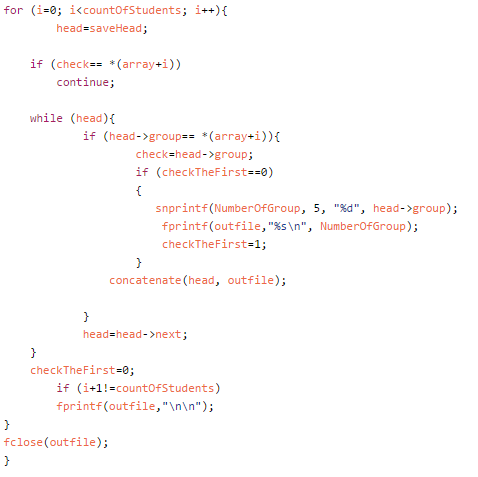 for (i=0; i<countOfStudents; i++){
head=saveHead;
if (check== *(array+i))
continue;
while (head){
if (head->group== *(array+i)){
check=head->group;
if (checkTheFirst==0)
{
snprintf(NumberOfGroup, 5, "%d", head->group);
fprintf(outfile,"%s\n", NumberOfGroup);
checkTheFirst=1;
}
concatenate(head, outfile);
}
head=head->next;
}
checkTheFirst=0;
if (i+1!=countOfStudents)
fprintf(outfile,"\n\n");
}
fclose(outfile);
}